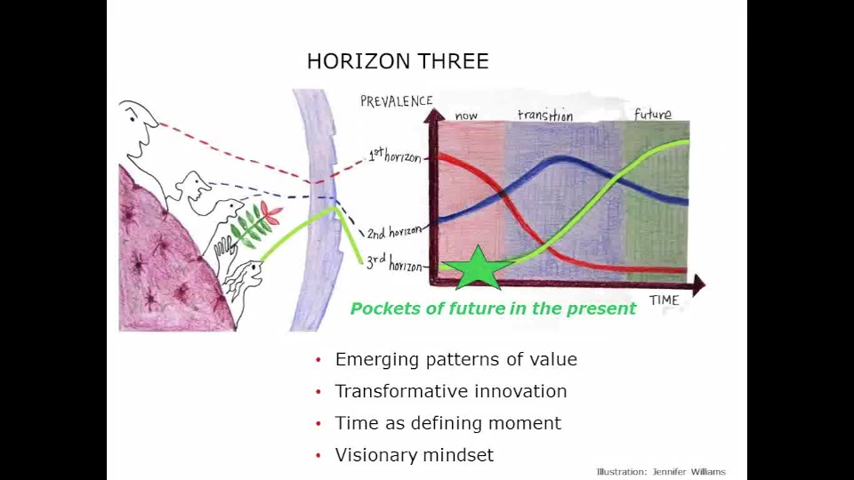 HORIZON THREE
PREVALENCE
now transition future
1st horizon
2nd horizon
3rd horizon
TIME
Pockets of future in the present
• Emerging patterns of value
• Transformative innovation
• Time as defining moment
• Visionary mindset
Illustration: Jennifer Williams